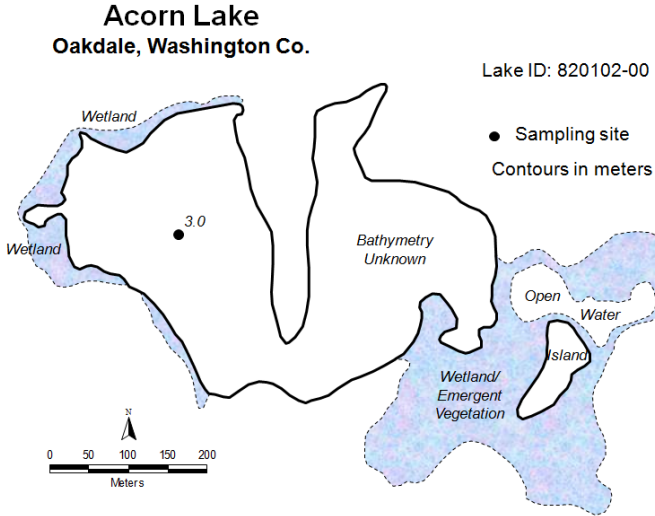 Acorn Lake
Oakdale, Washington Co.
Lake ID: 820102-00
Sampling site
Contours in meters
Wetland
3.0
Wetland
Bathymetry
Unknown
Open
Water
Island
Wetland/
Emergent
Vegetation
N
0 50 100 150 200
Meters